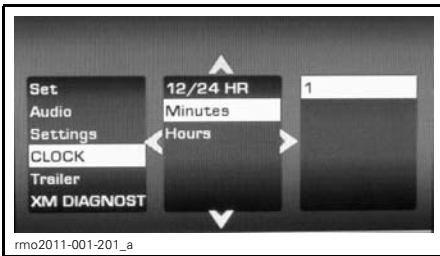 Set
Audio
Settings
CLOCK
Trailer
XM DIAGNOST
12/24 HR
Minutes
Hours
1
rmo2011-001-201_a